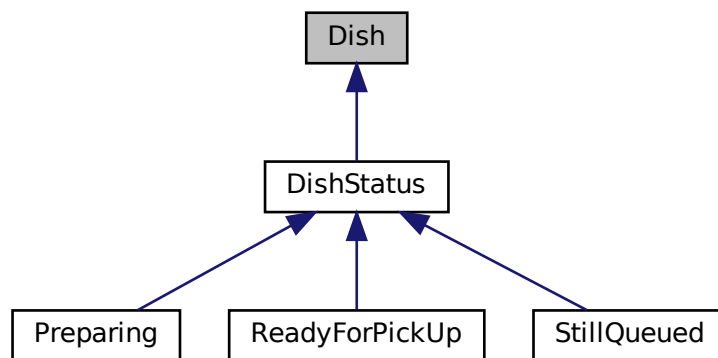 Dish
DishStatus
Preparing
ReadyForPickUp
StillQueued